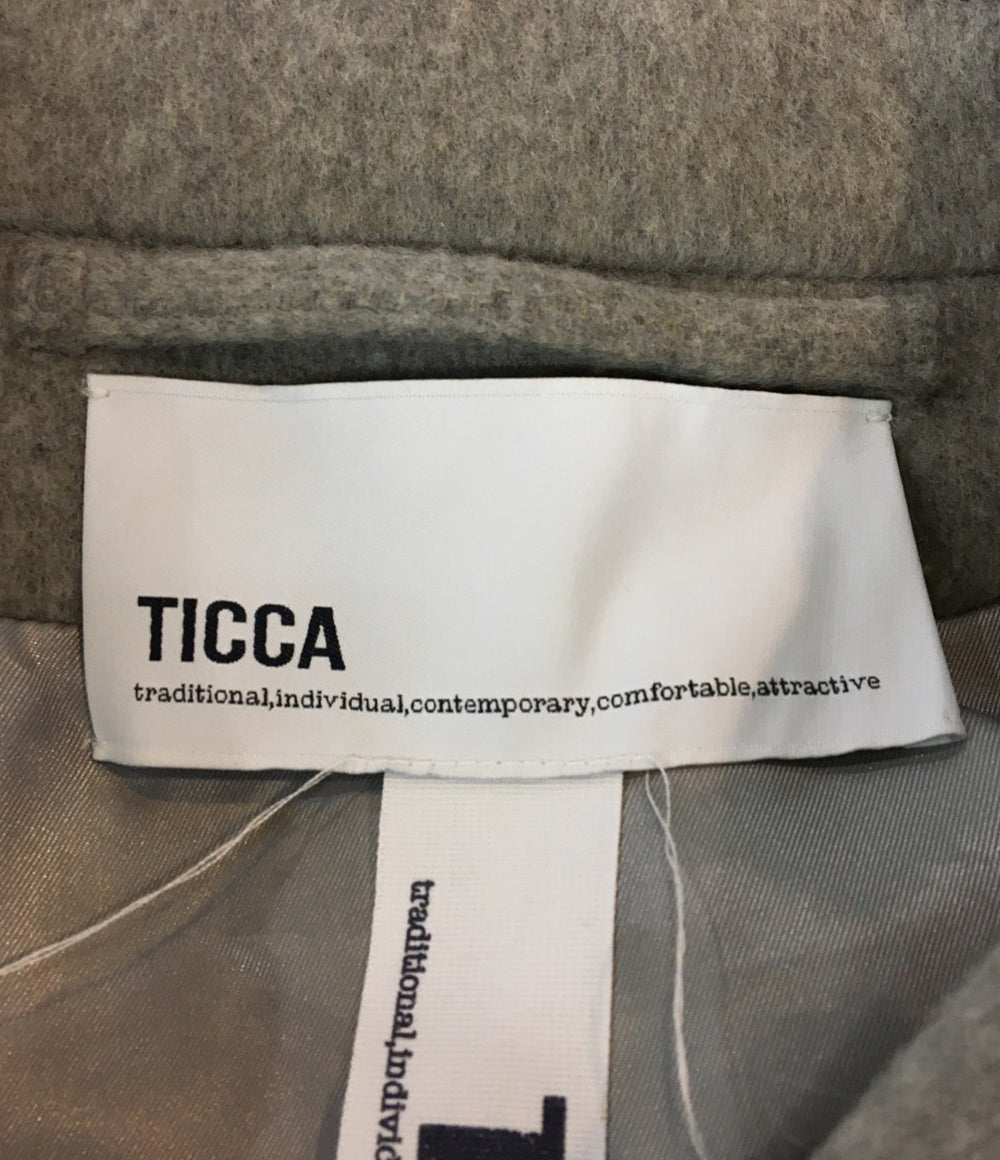 TICCA
traditional,individual,contemporary,comfortable,attractive
traditional,individ
T